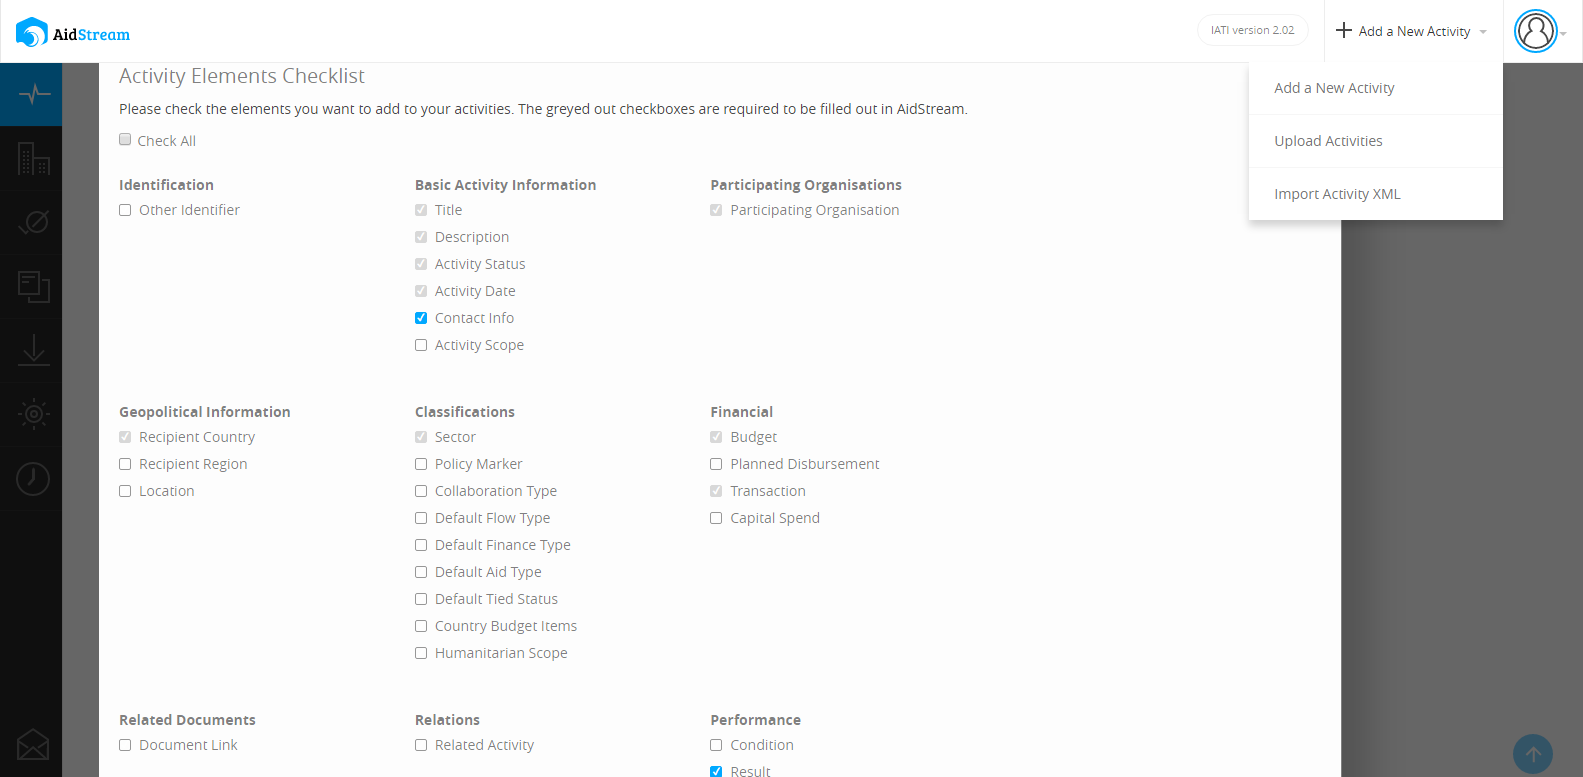 AidStream
IATI version 2.02
Add a New Activity
Add a New Activity
Upload Activities
Import Activity XML
Activity Elements Checklist
Please check the elements you want to add to your activities. The greyed out checkboxes are required to be filled out in AidStream.
Check All
Identification
Other Identifier
Basic Activity Information
Title
Description
Activity Status
Activity Date
Contact Info
Activity Scope
Participating Organisations
Participating Organisation
Geopolitical Information
Recipient Country
Recipient Region
Location
Classifications
Sector
Policy Marker
Collaboration Type
Default Flow Type
Default Finance Type
Default Aid Type
Default Tied Status
Country Budget Items
Humanitarian Scope
Financial
Budget
Planned Disbursement
Transaction
Capital Spend
Related Documents
Document Link
Relations
Related Activity
Performance
Condition
Result